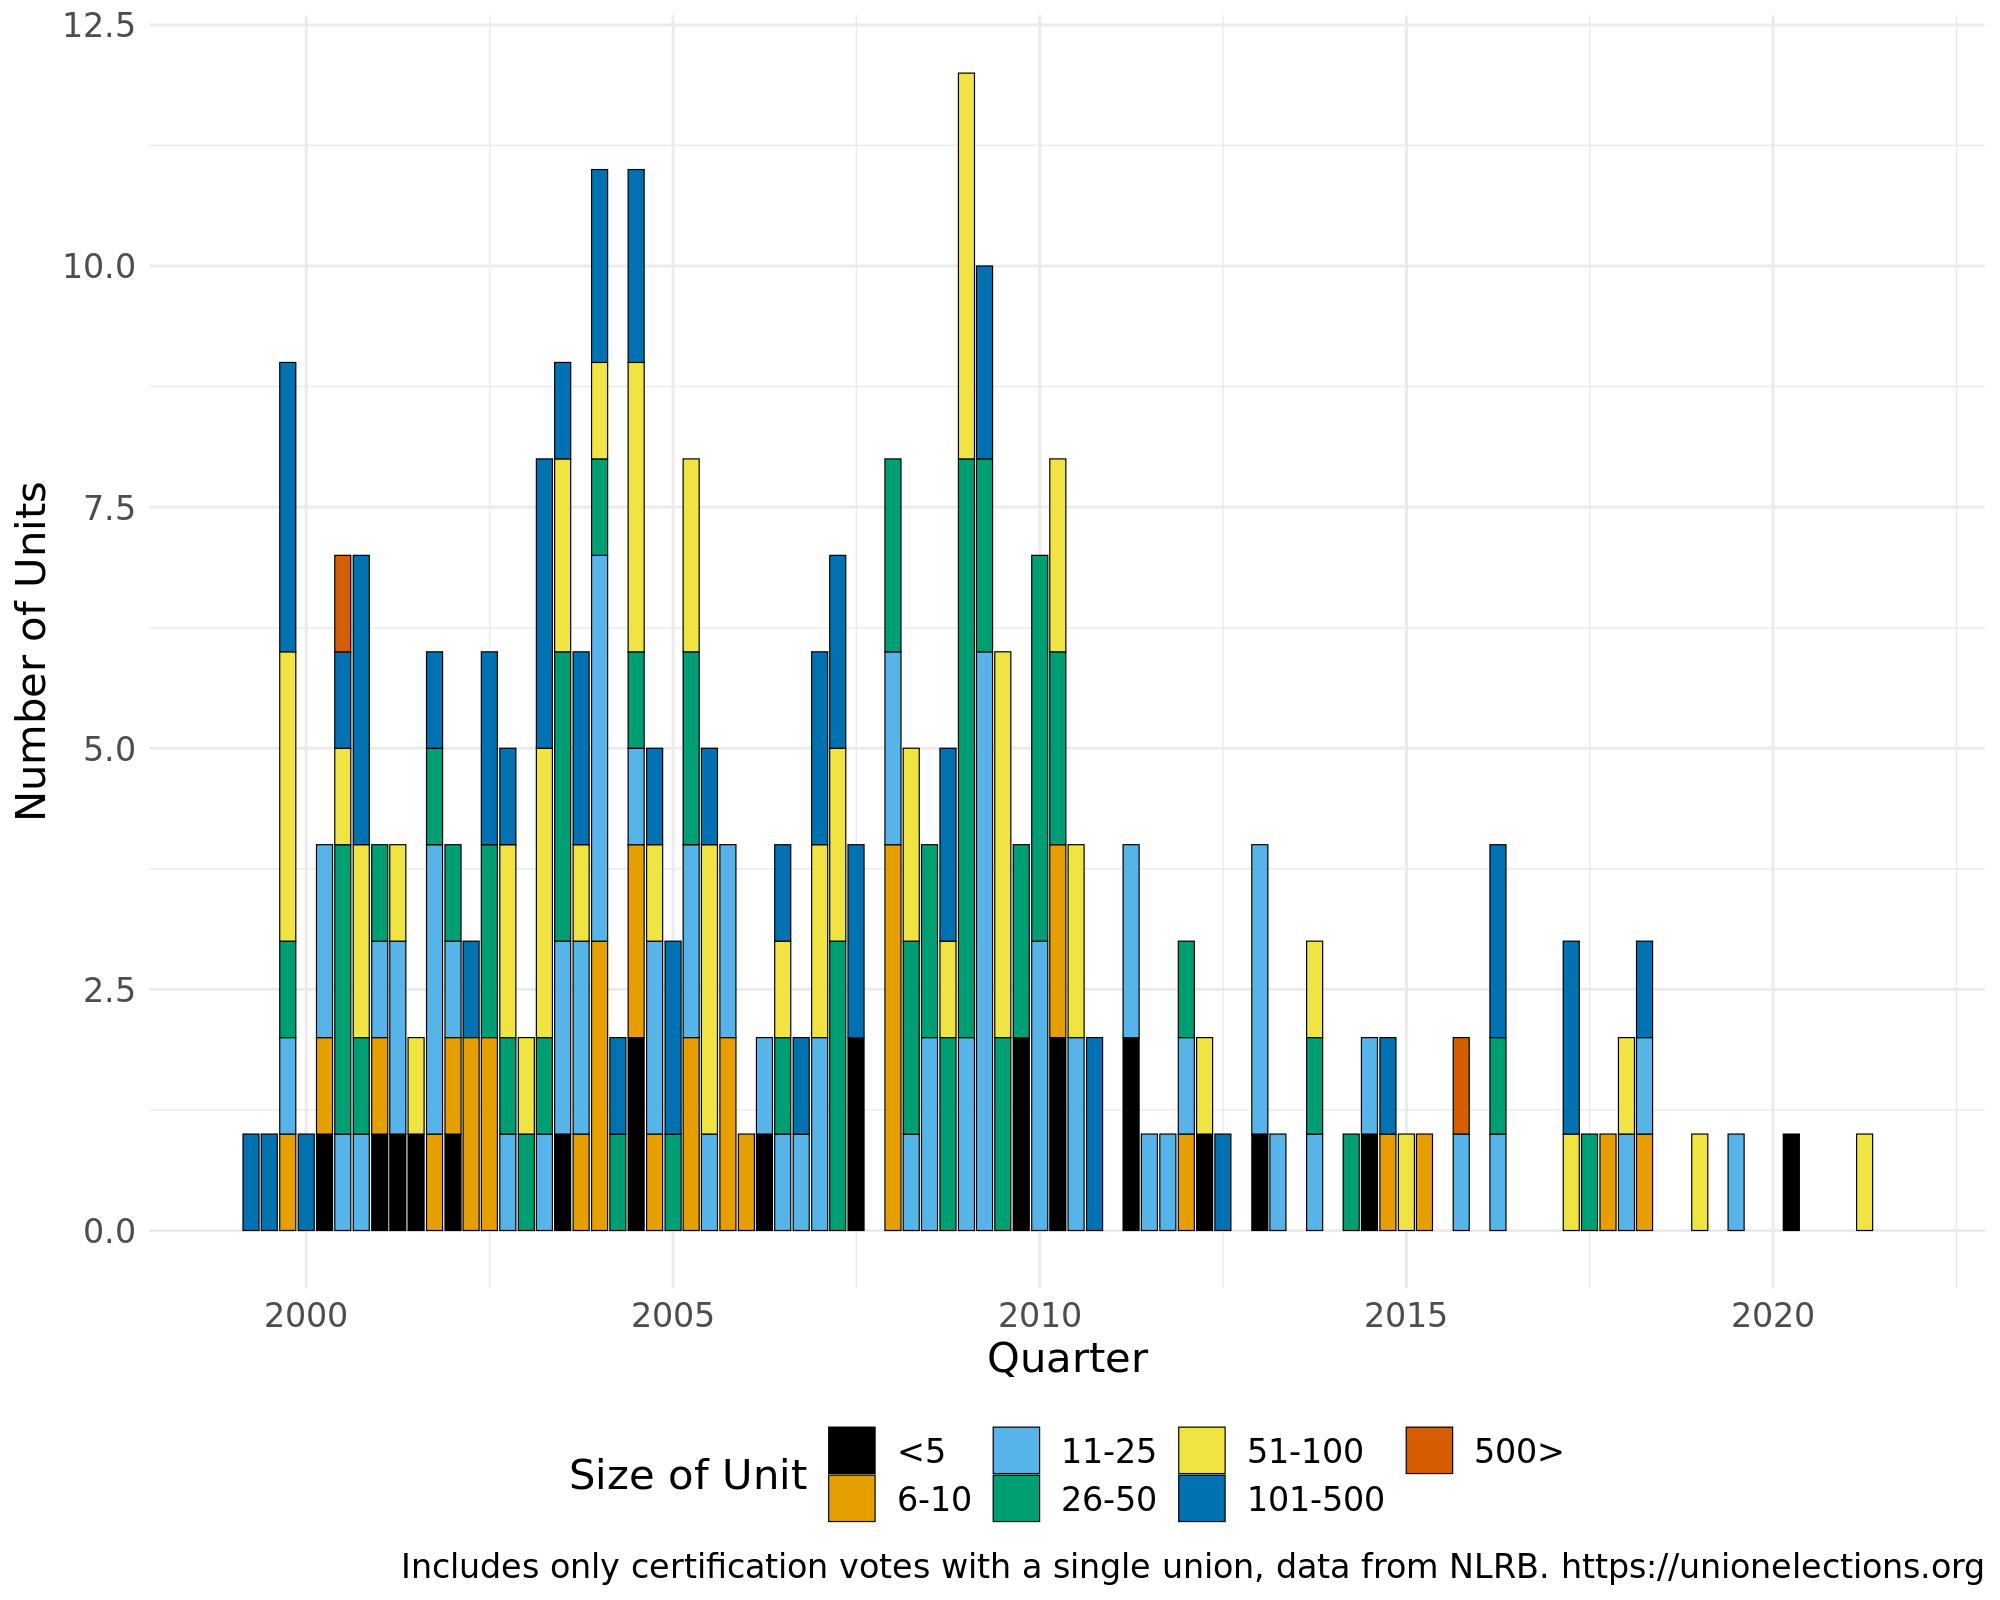 12.5
10.0
7.5
5.0
2.5
0.0
Number of Units
2000 2005 2010 2015 2020
Quarter
Size of Unit
<5 11-25 51-100 500>
6-10 26-50 101-500
Includes only certification votes with a single union, data from NLRB. https://unionelections.org